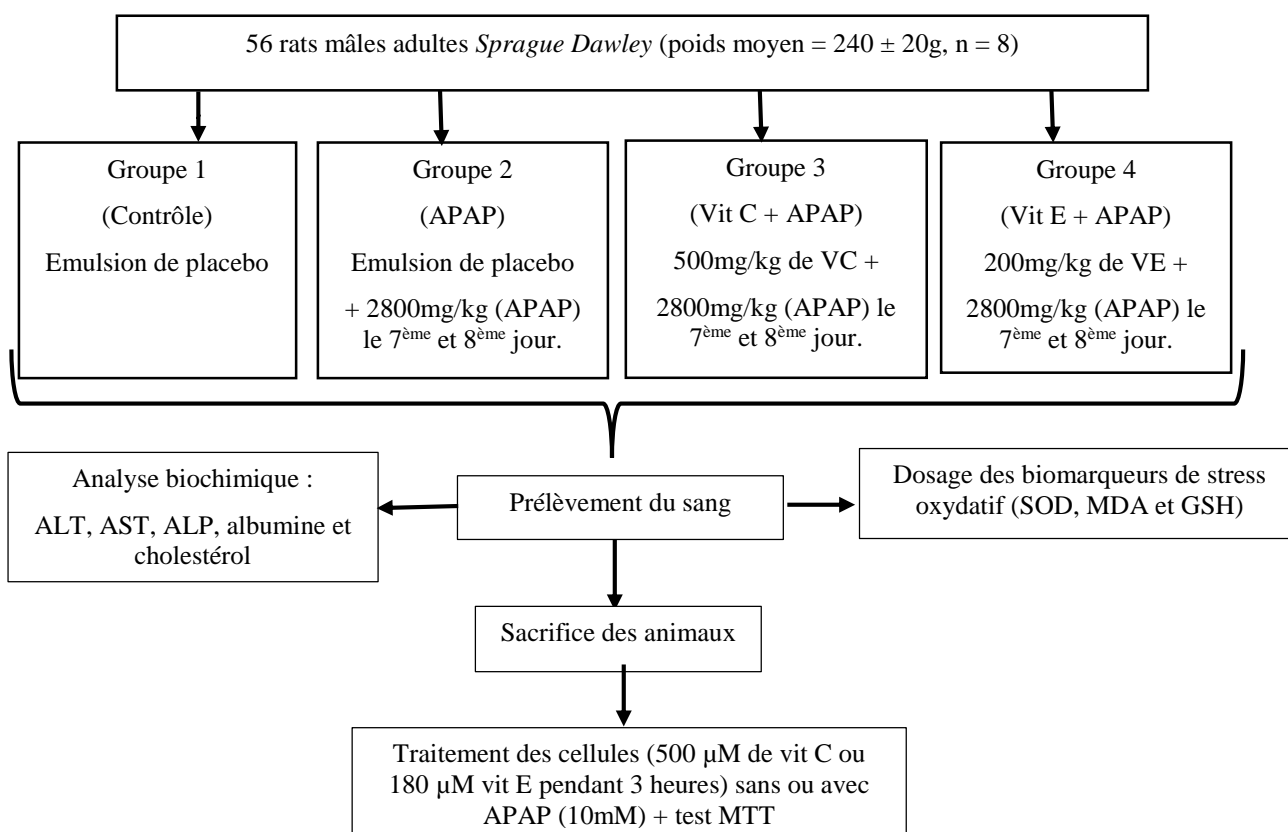 56 rats mâles adultes Sprague Dawley (poids moyen = 240 ± 20g, n = 8)
Groupe 1
(Contrôle)
Emulsion de placebo
Groupe 2
(APAP)
Emulsion de placebo
+ 2800mg/kg (APAP)
le 7ème et 8ème jour.
Groupe 3
(Vit C + APAP)
500mg/kg de VC +
2800mg/kg (APAP) le
7ème et 8ème jour.
Groupe 4
(Vit E + APAP)
200mg/kg de VE +
2800mg/kg (APAP) le
7ème et 8ème jour.
Analyse biochimique :
ALT, AST, ALP, albumine et
cholestérol
Prélèvement du sang
Dosage des biomarqueurs de stress
oxydatif (SOD, MDA et GSH)
Sacrifice des animaux
Traitement des cellules (500 µM de vit C ou
180 µM vit E pendant 3 heures) sans ou avec
APAP (10mM) + test MTT